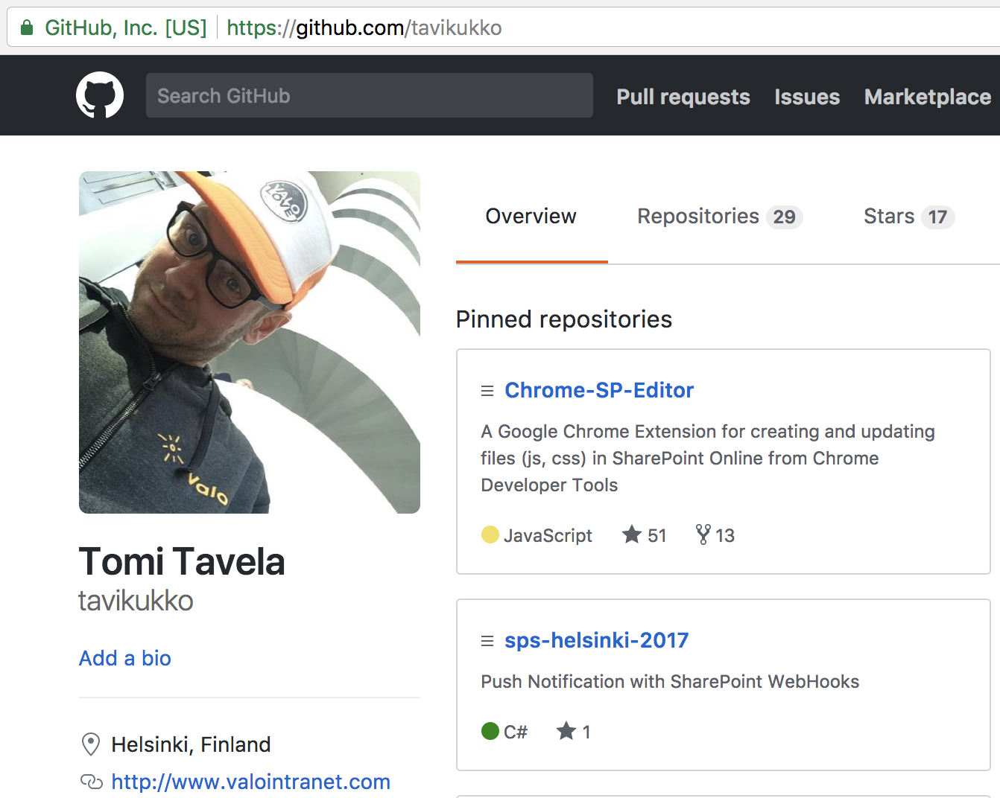 GitHub, Inc. [US] https://github.com/tavikukko
Search GitHub Pull requests Issues Marketplace
VALO
LOVE
valo
Tomi Tavela
tavikukko
Add a bio
Helsinki, Finland
http://www.valointranet.com
Overview Repositories 29 Stars 17
Pinned repositories
Chrome-SP-Editor
A Google Chrome Extension for creating and updating
files (js, css) in SharePoint Online from Chrome
Developer Tools
JavaScript 51 13
sps-helsinki-2017
Push Notification with SharePoint WebHooks
C# 1